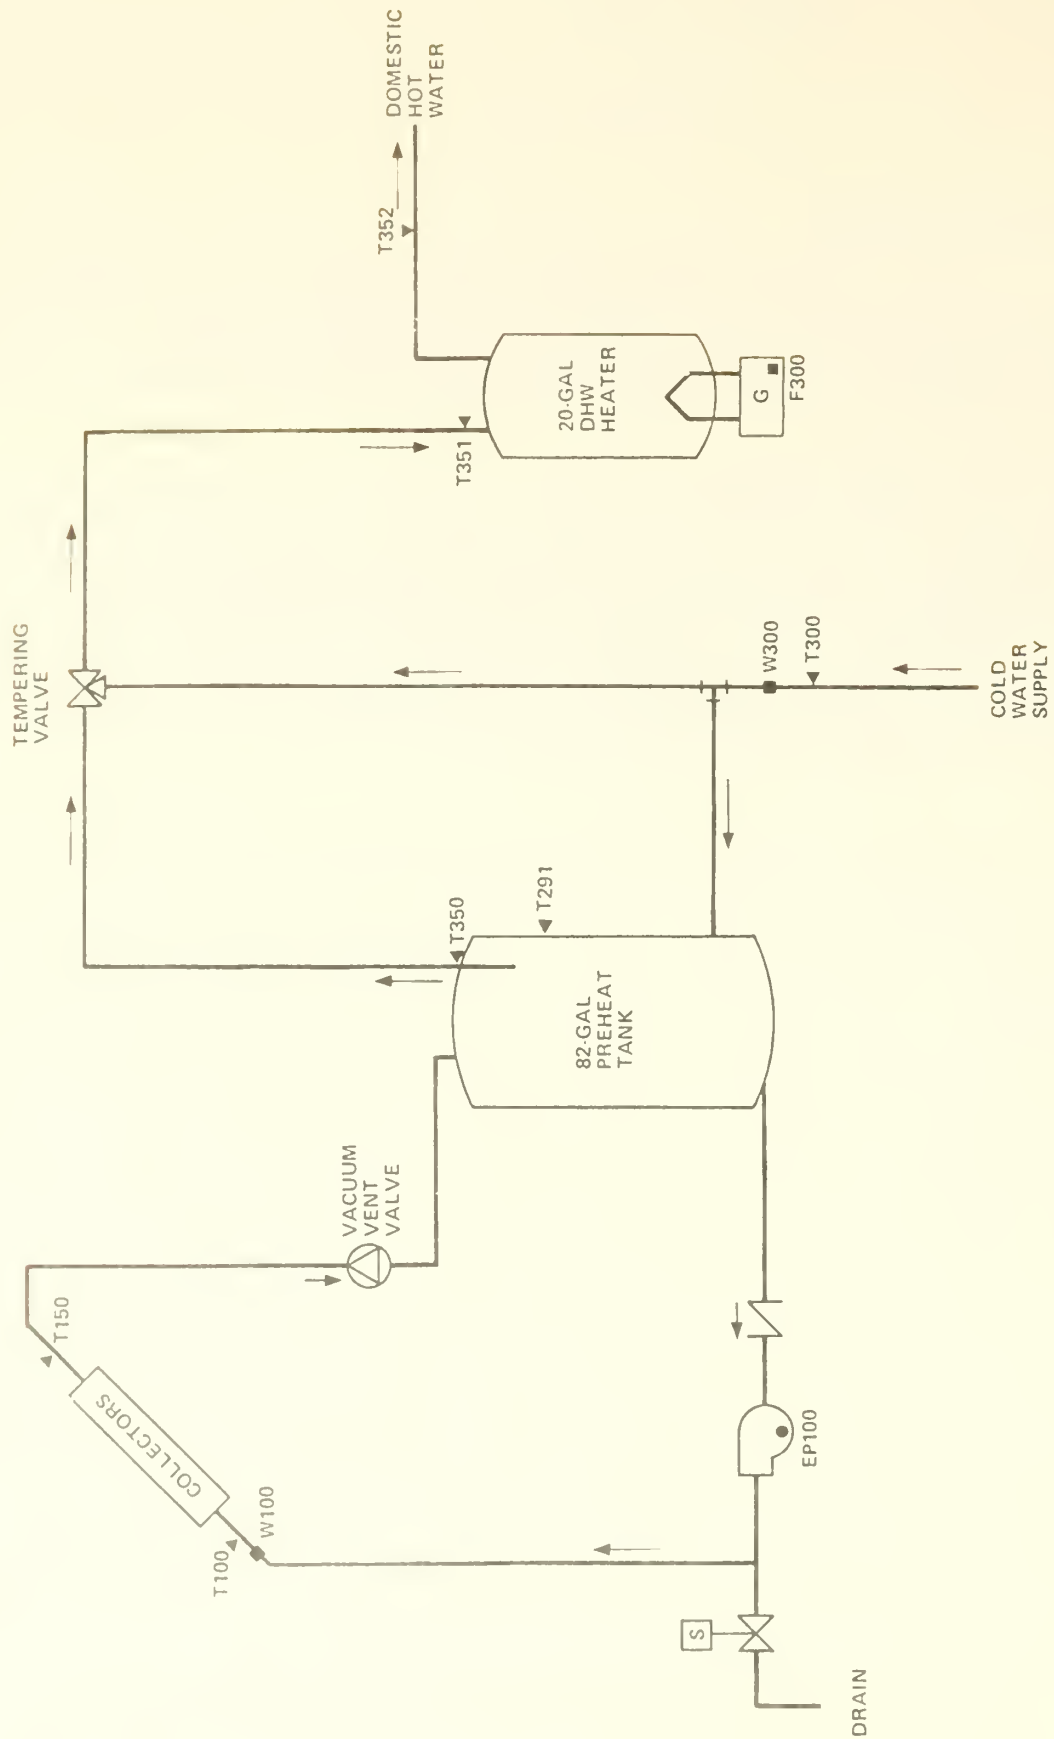 TEMPERING
VALVE
DOMESTIC
HOT
WATER
T352
T351
20-GAL
DHW
HEATER
G
F300
W300
T300
COLD
WATER
SUPPLY
T350
T291
82-GAL
PREHEAT
TANK
VACUUM
VENT
VALVE
T150
COLLECTORS
T100
W100
EP100
S
DRAIN